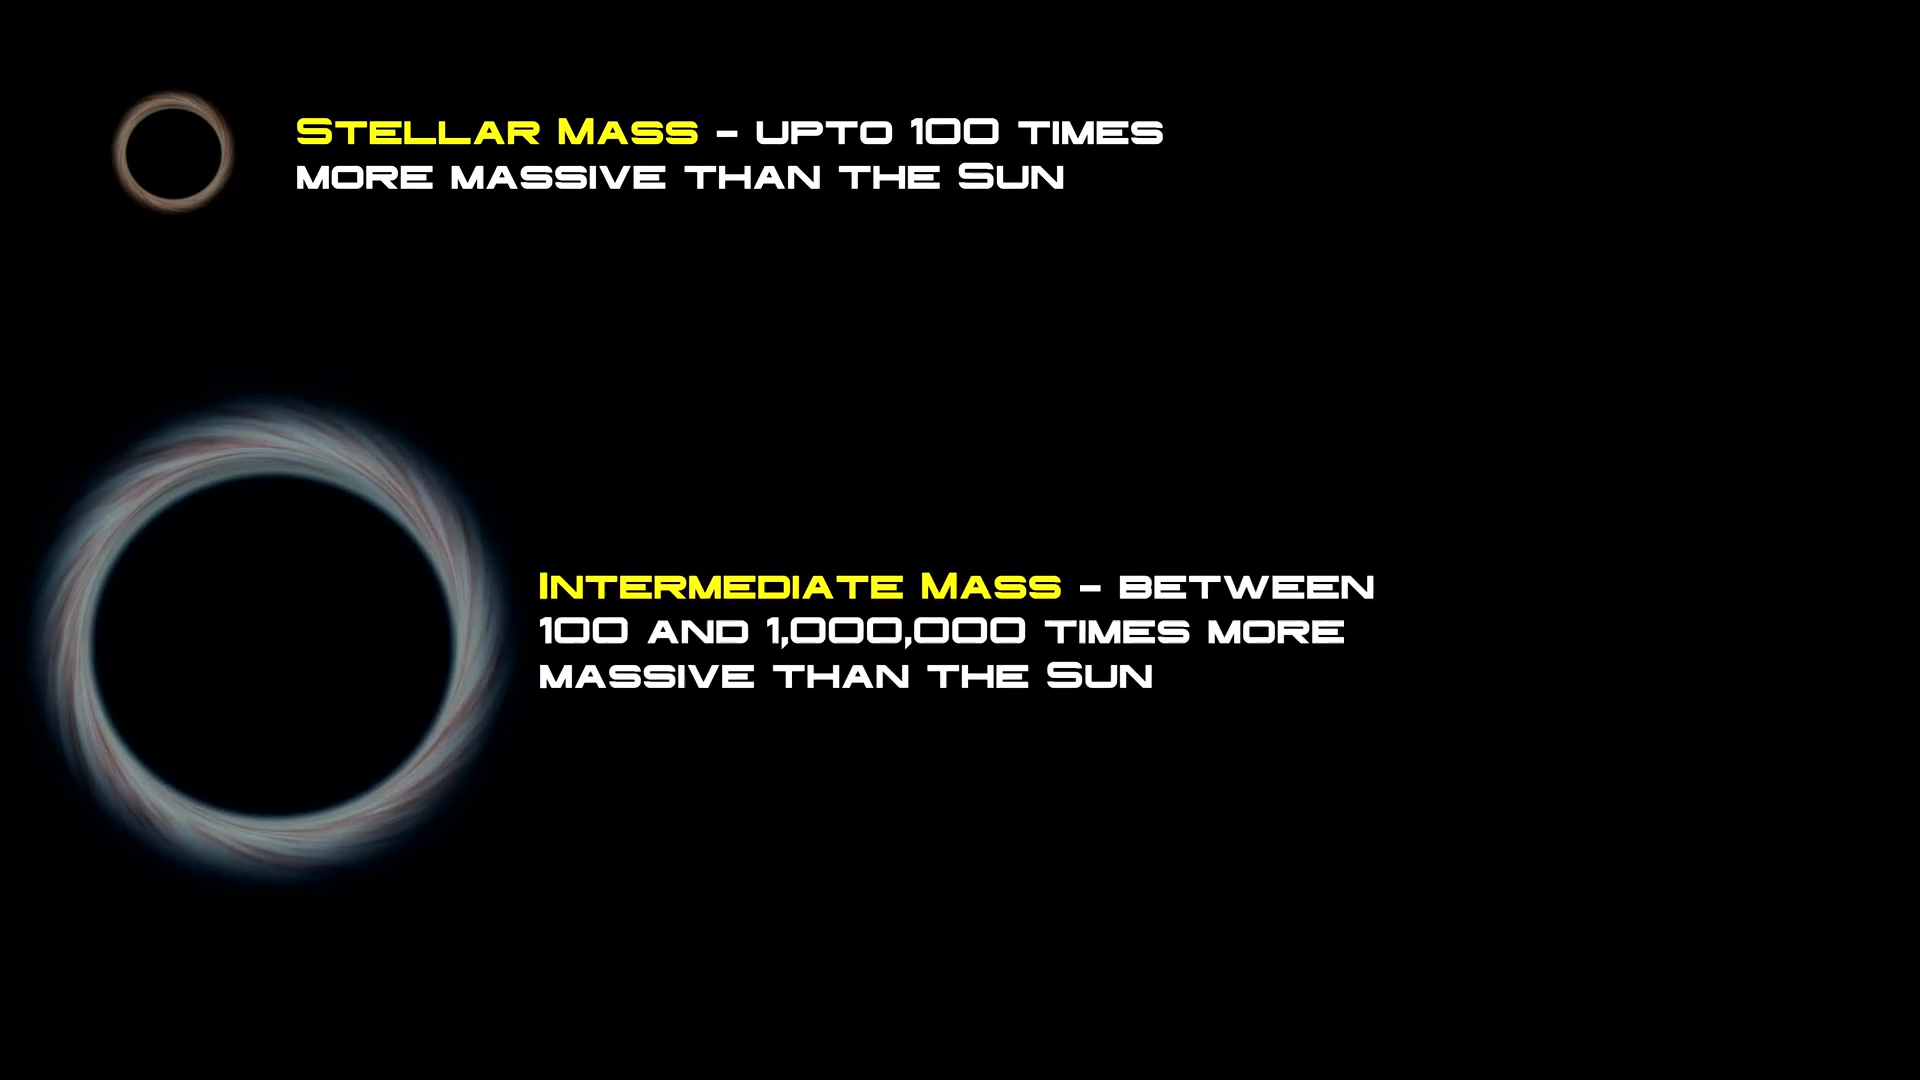 Stellar Mass - upto 100 times
more massive than the Sun
Intermediate Mass - between
100 and 1,000,000 times more
massive than the Sun